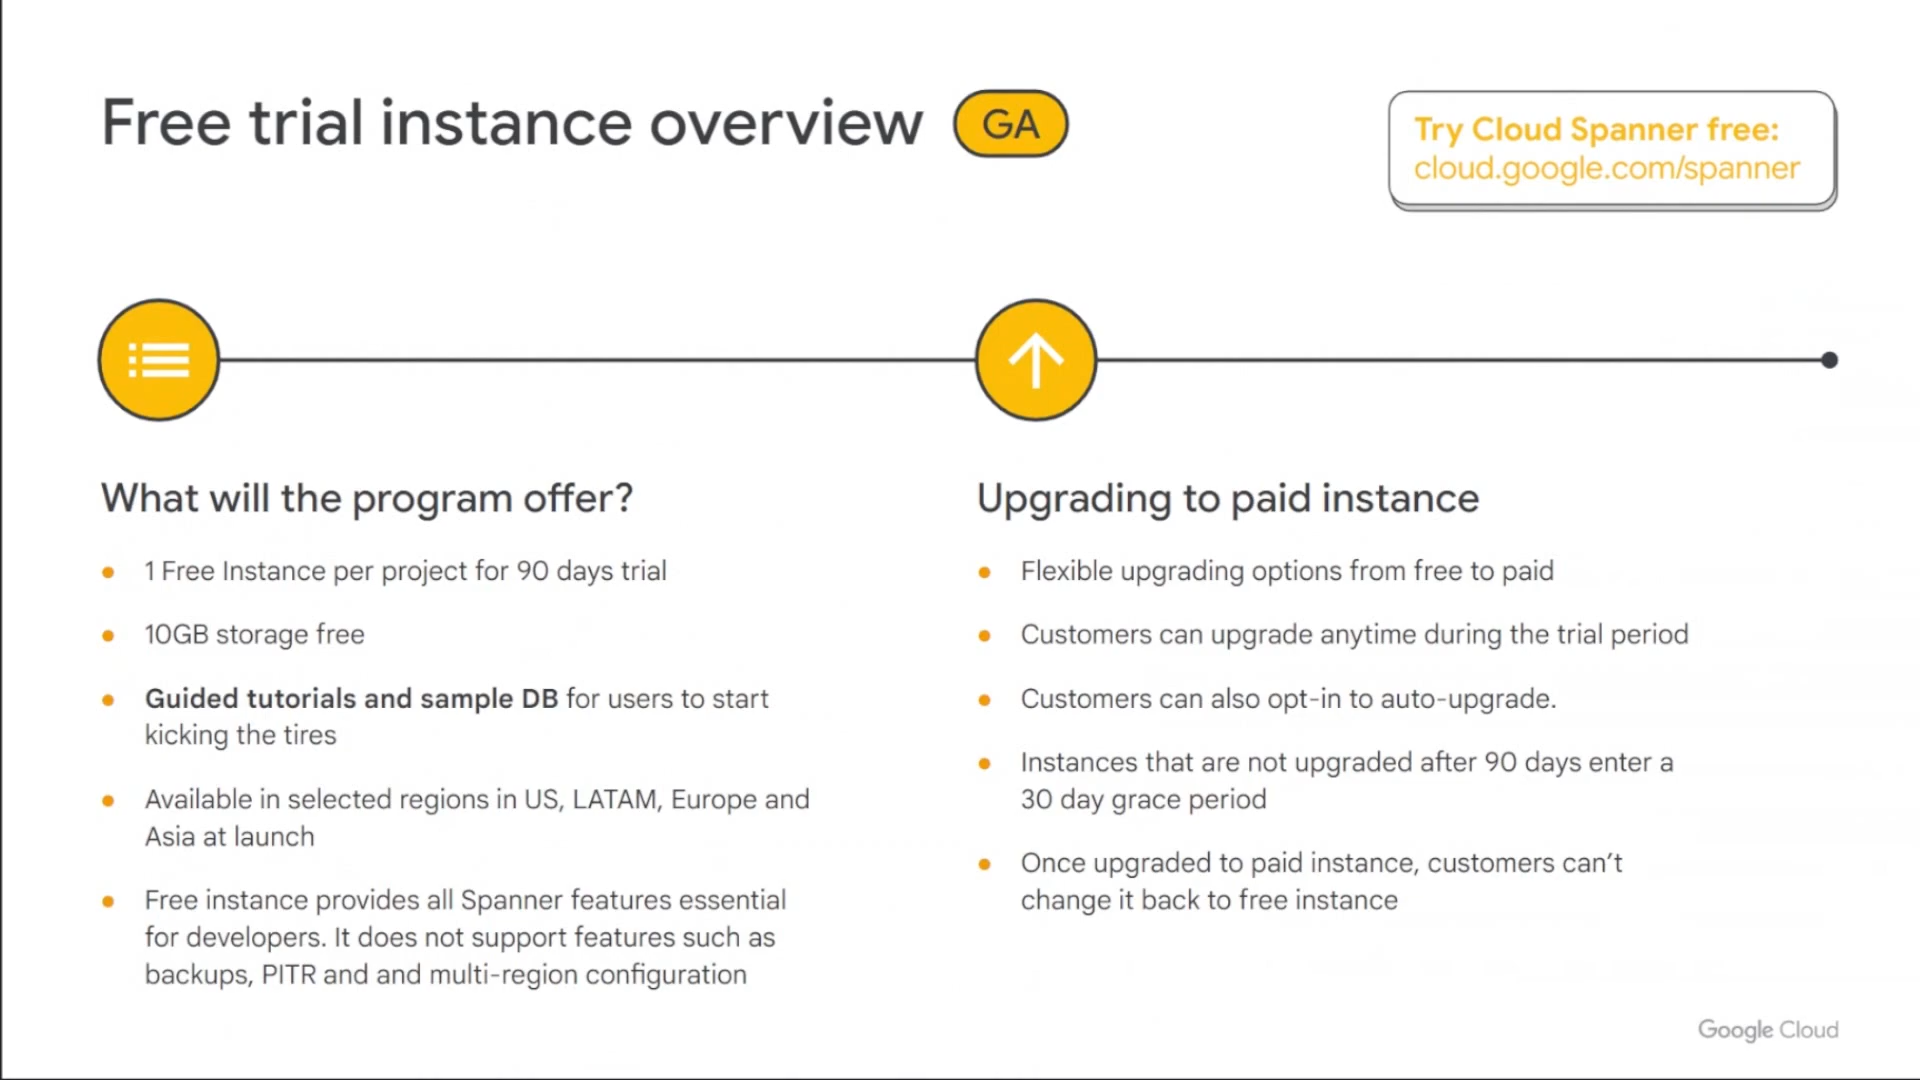 Free trial instance overview GA
Try Cloud Spanner free:
cloud.google.com/spanner
What will the program offer?
• 1 Free Instance per project for 90 days trial
• 10GB storage free
• Guided tutorials and sample DB for users to start
kicking the tires
• Available in selected regions in US, LATAM, Europe and
Asia at launch
• Free instance provides all Spanner features essential
for developers. It does not support features such as
backups, PITR and and multi-region configuration
Upgrading to paid instance
• Flexible upgrading options from free to paid
• Customers can upgrade anytime during the trial period
• Customers can also opt-in to auto-upgrade.
• Instances that are not upgraded after 90 days enter a
30 day grace period
• Once upgraded to paid instance, customers can’t
change it back to free instance
Google Cloud